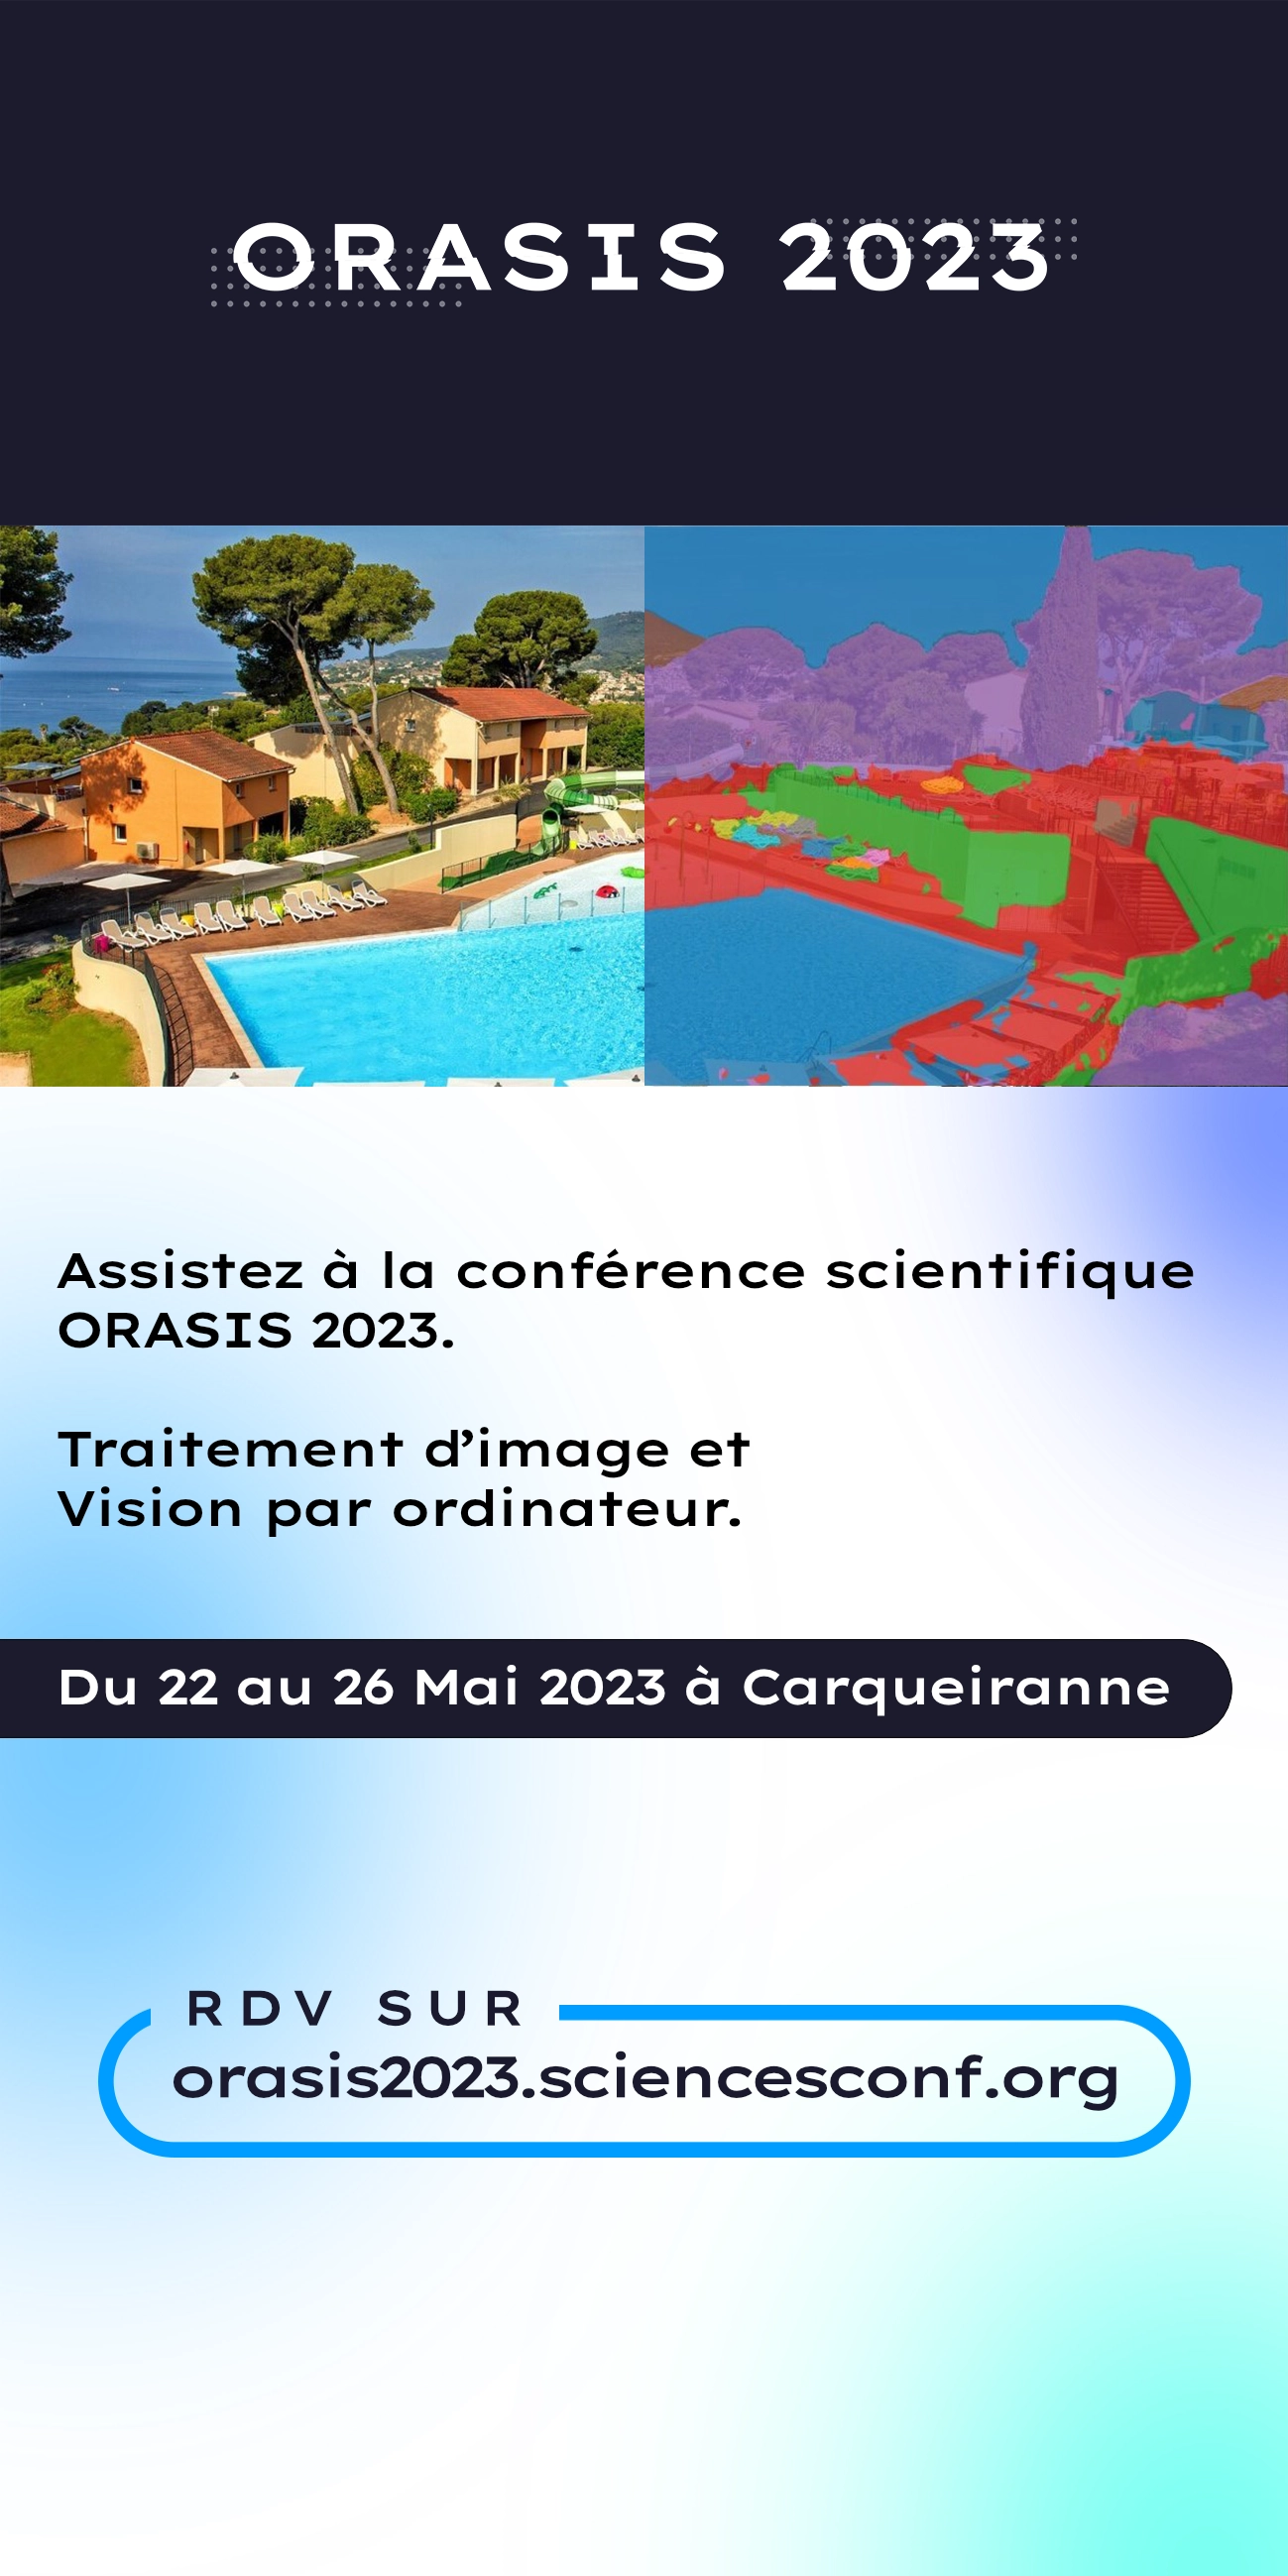 ORASIS 2023
Assistez à la conférence scientifique
ORASIS 2023.
Traitement d’image et
Vision par ordinateur.
Du 22 au 26 Mai 2023 à Carqueiranne
RDV SUR
orasis2023.sciencesconf.org